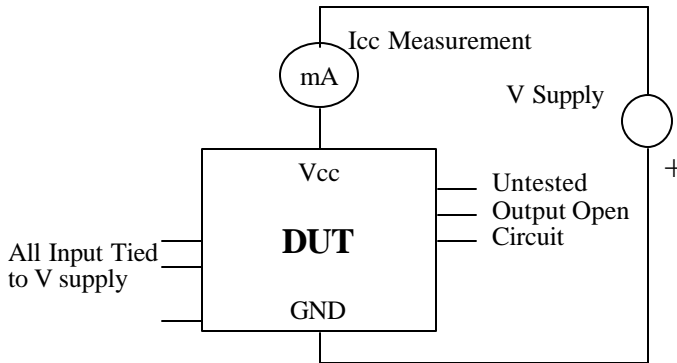 Icc Measurement
mA
V Supply
+
Vcc
Untested
Output Open
Circuit
DUT
All Input Tied
to V supply
GND